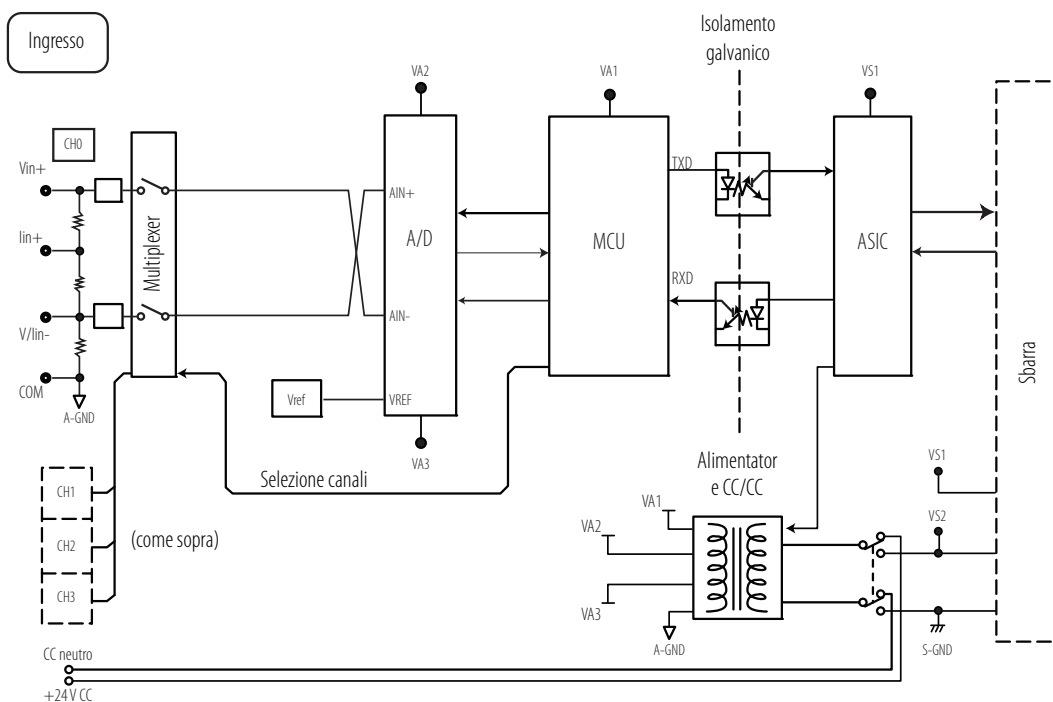 Ingresso
Isolamento
galvanico
VA2
VA1
VS1
CH0
Vin+
Iin+
V/Iin-
COM
A-GND
Multiplexer
AIN+
A/D
AIN-
VREF
Vref
VA3
MCU
TXD
RXD
ASIC
Sbarra
Selezione canali
CH1
CH2
CH3
(come sopra)
Alimentatore
e CC/CC
VA1
VA2
VA3
A-GND
VS1
VS2
S-GND
CC neutro
+24 V CC